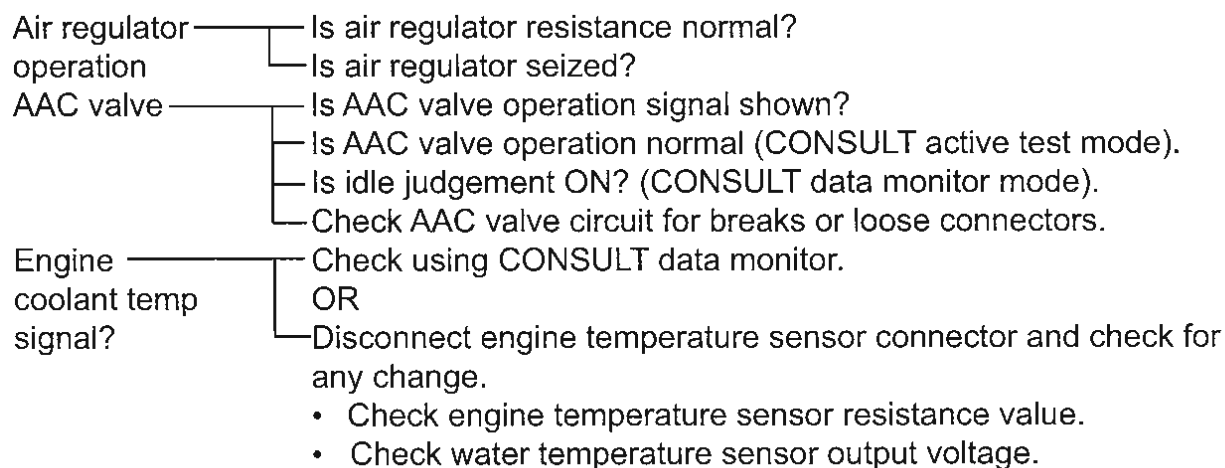 Air regulator Is air regulator resistance normal?
operation Is air regulator seized?
AAC valve Is AAC valve operation signal shown?
Is AAC valve operation normal (CONSULT active test mode).
Is idle judgement ON? (CONSULT data monitor mode).
Check AAC valve circuit for breaks or loose connectors.
Engine Check using CONSULT data monitor.
coolant temp OR
signal? Disconnect engine temperature sensor connector and check for
any change.
• Check engine temperature sensor resistance value.
• Check water temperature sensor output voltage.